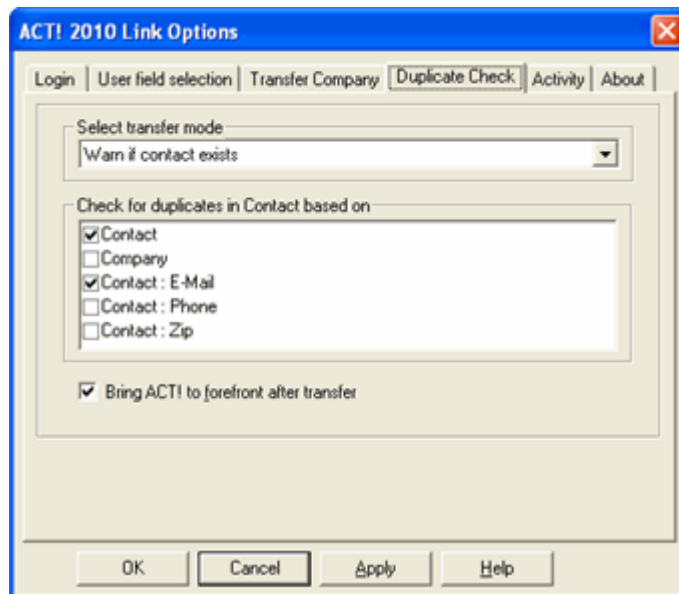 ACT! 2010 Link Options
Login User field selection Transfer Company Duplicate Check Activity About
Select transfer mode
Warn if contact exists
Check for duplicates in Contact based on
Contact
Company
Contact : E-Mail
Contact : Phone
Contact : Zip
Bring ACT! to forefront after transfer
OK Cancel Apply Help